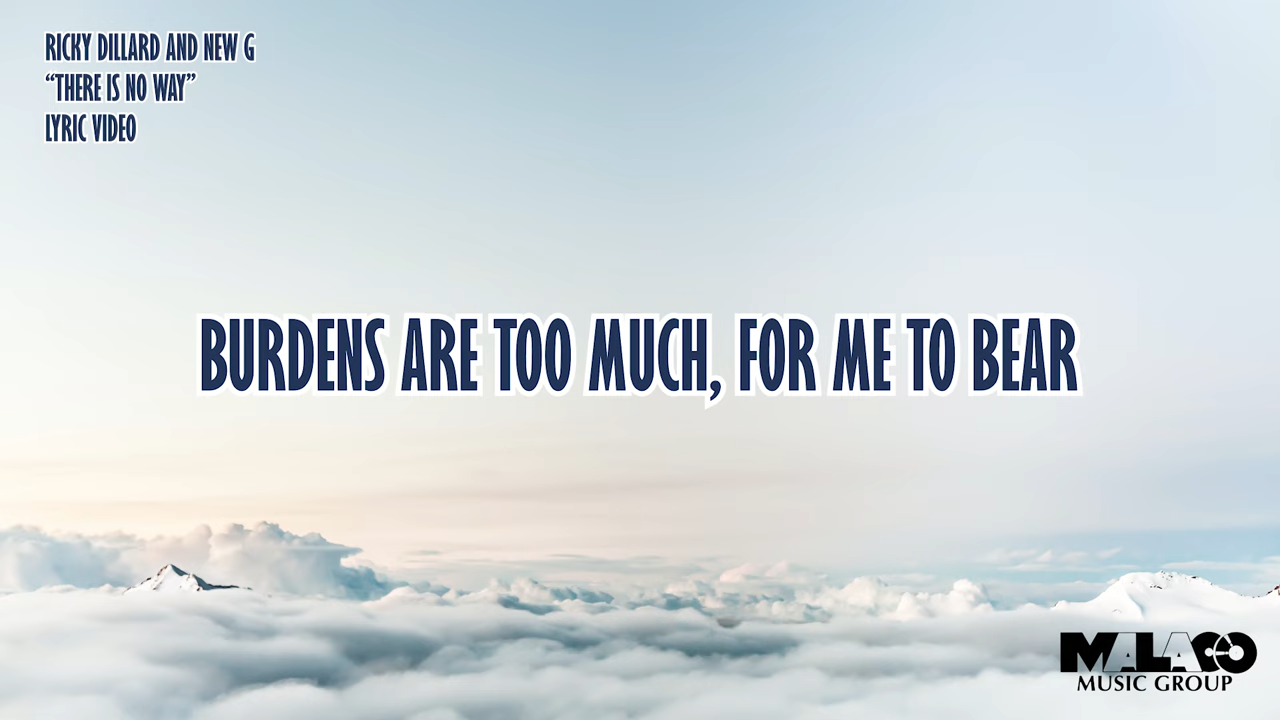 RICKY DILLARD AND NEW G
“THERE IS NO WAY”
LYRIC VIDEO
BURDENS ARE TOO MUCH, FOR ME TO BEAR
MALACO
MUSIC GROUP